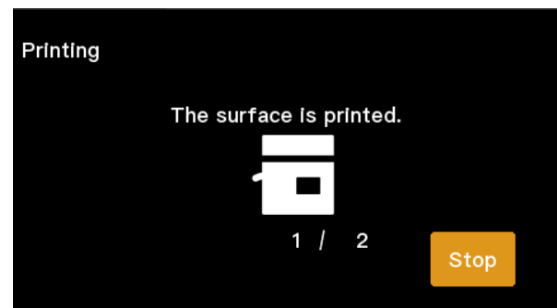 Printing
The surface is printed.
1 / 2
Stop